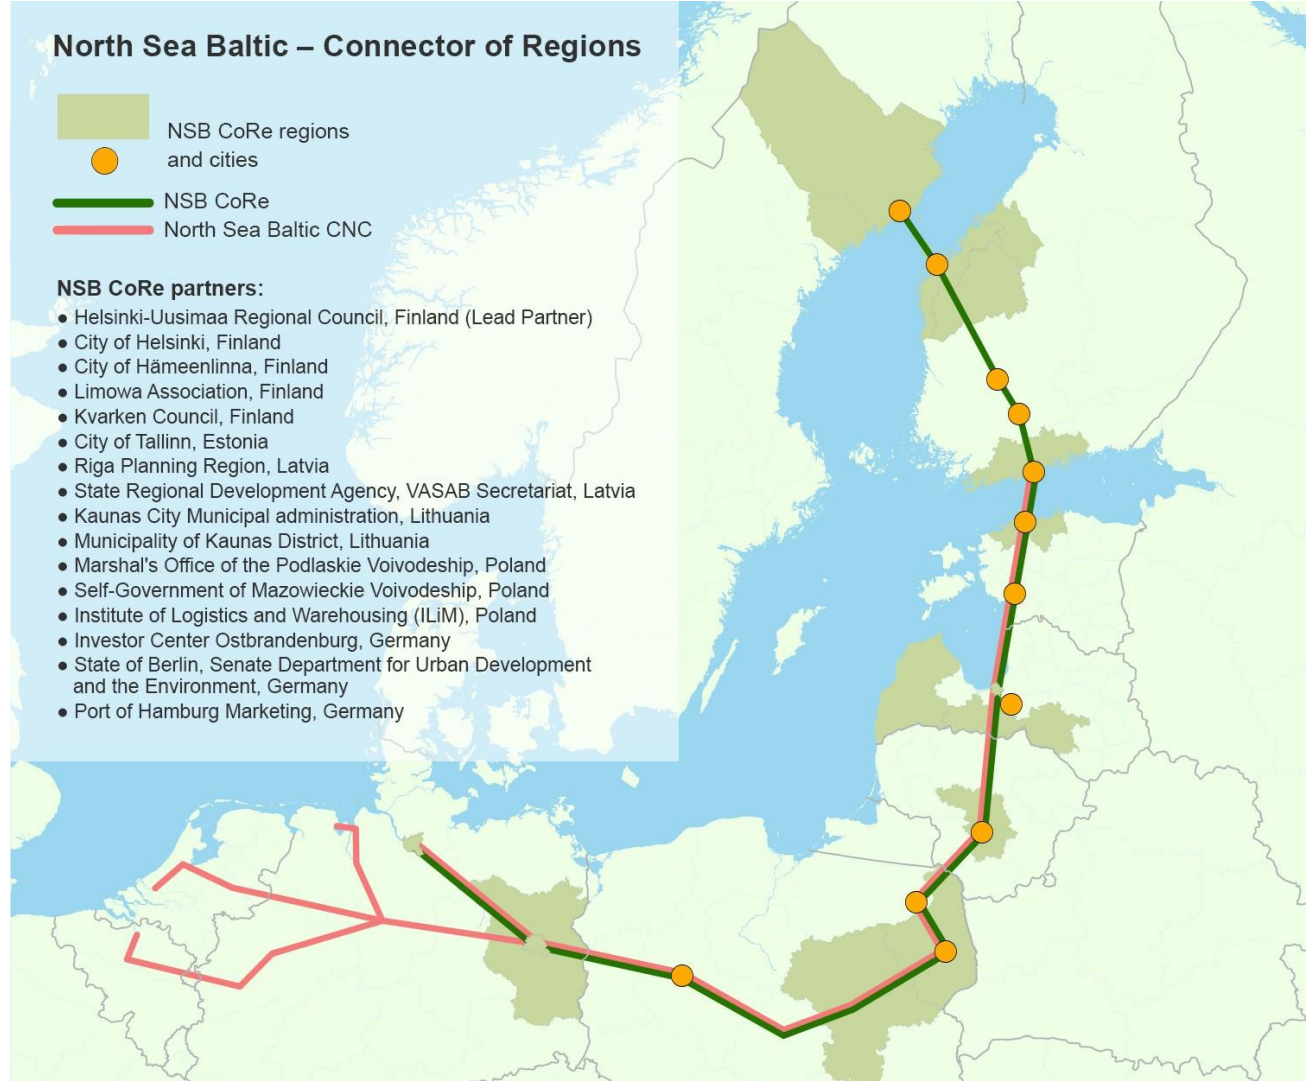 North Sea Baltic – Connector of Regions
NSB CoRe regions
and cities
NSB CoRe
North Sea Baltic CNC
NSB CoRe partners:
● Helsinki-Uusimaa Regional Council, Finland (Lead Partner)
● City of Helsinki, Finland
● City of Hämeenlinna, Finland
● Limowa Association, Finland
● Kvarken Council, Finland
● City of Tallinn, Estonia
● Riga Planning Region, Latvia
● State Regional Development Agency, VASAB Secretariat, Latvia
● Kaunas City Municipal administration, Lithuania
● Municipality of Kaunas District, Lithuania
● Marshal's Office of the Podlaskie Voivodeship, Poland
● Self-Government of Mazowieckie Voivodeship, Poland
● Institute of Logistics and Warehousing (ILiM), Poland
● Investor Center Ostbrandenburg, Germany
● State of Berlin, Senate Department for Urban Development
and the Environment, Germany
● Port of Hamburg Marketing, Germany